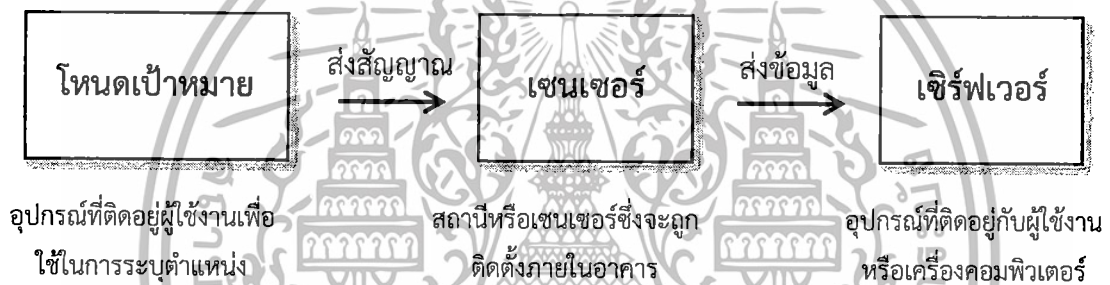 โหนดเป้าหมาย
ส่งสัญญาณ
เซนเซอร์
ส่งข้อมูล
เซิร์ฟเวอร์
อุปกรณ์ที่ติดอยู่ผู้ใช้งานเพื่อ
ใช้ในการระบุตำแหน่ง
สถานีหรือเซนเซอร์ซึ่งจะถูก
ติดตั้งภายในอาคาร
อุปกรณ์ที่ติดอยู่กับผู้ใช้งาน
หรือเครื่องคอมพิวเตอร์